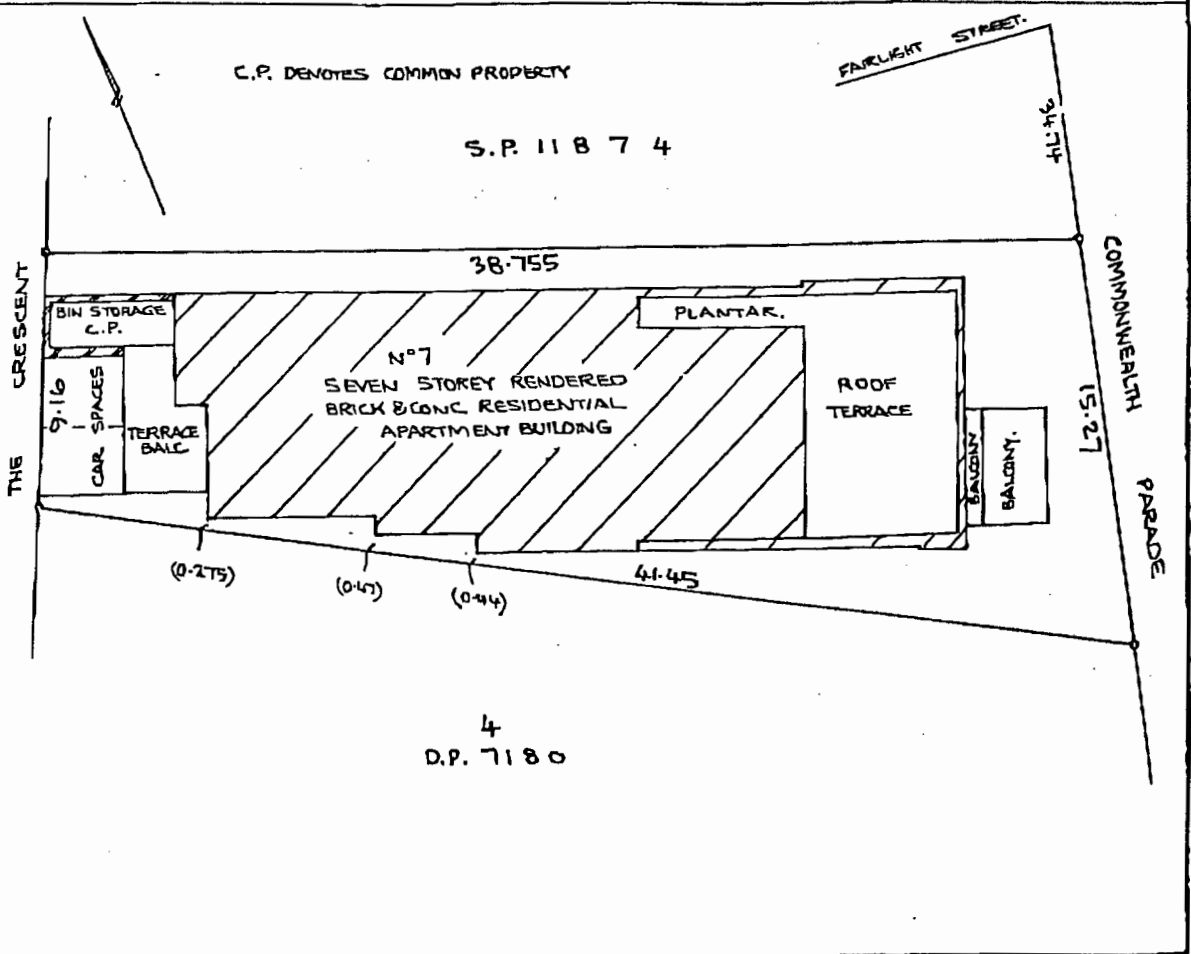 FAIRLIGHT STREET.
C.P. DENOTES COMMON PROPERTY
34.74
S.P. 11874
THE CRESCENT
COMMONWEALTH PARADE
38.755
BIN STORAGE
C.P.
PLANTAR.
Nº7
SEVEN STOREY RENDERED
BRICK & CONC RESIDENTIAL
APARTMENT BUILDING
9.16
CAR SPACES
TERRACE
BALC
ROOF
TERRACE
BALCONY
BALCONY.
15.27
(0.275)
(0.47)
(0.44)
41.45
4
D.P. 7180